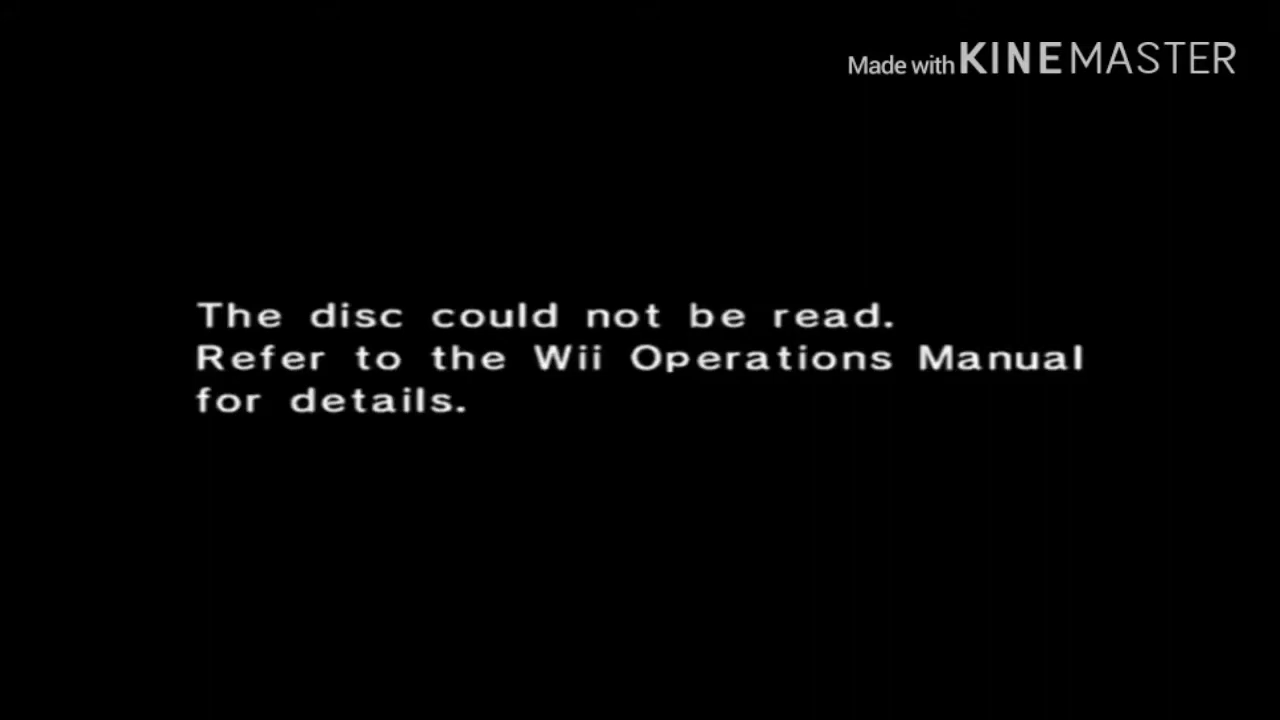 Made with KINEMASTER
The disc could not be read.
Refer to the Wii Operations Manual
for details.